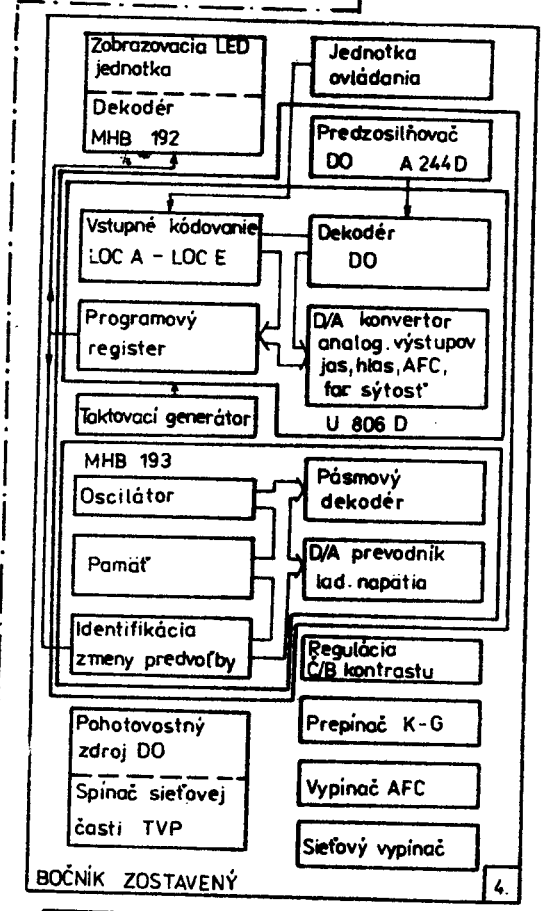 Zobrazovacia LED
jednotka
Dekodér
MHB 192
Jednotka
ovládania
Predzosilňovač
DO A 244 D
Vstupné kódovanie
LOC A – LOC E
Dekodér
DO
Programový
register
D/A konvertor
analog. výstupov
jas, hlas, AFC,
far sýtosť
Taktovací generátor
U 806 D
MHB 193
Oscilátor
Pásmový
dekodér
Pamäť
D/A prevodník
lad. napätia
Identifikácia
zmeny predvoľby
Regulácia
Č/B kontrastu
Pohotovostný
zdroj DO
Prepínač K-G
Spínač sieťovej
časti TVP
Vypínač AFC
Sieťový vypínač
BOČNÍK ZOSTAVENÝ
4.